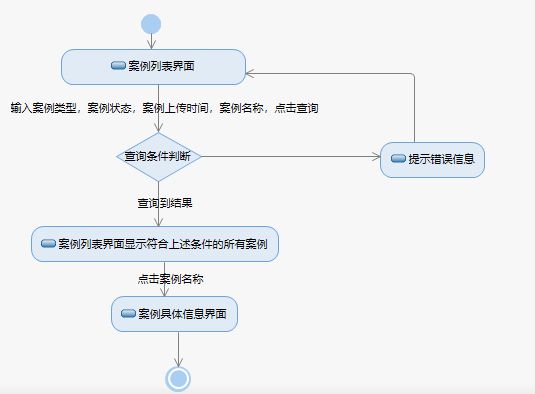 案例列表界面
输入案例类型，案例状态，案例上传时间，案例名称，点击查询
查询条件判断
提示错误信息
查询到结果
案例列表界面显示符合上述条件的所有案例
点击案例名称
案例具体信息界面